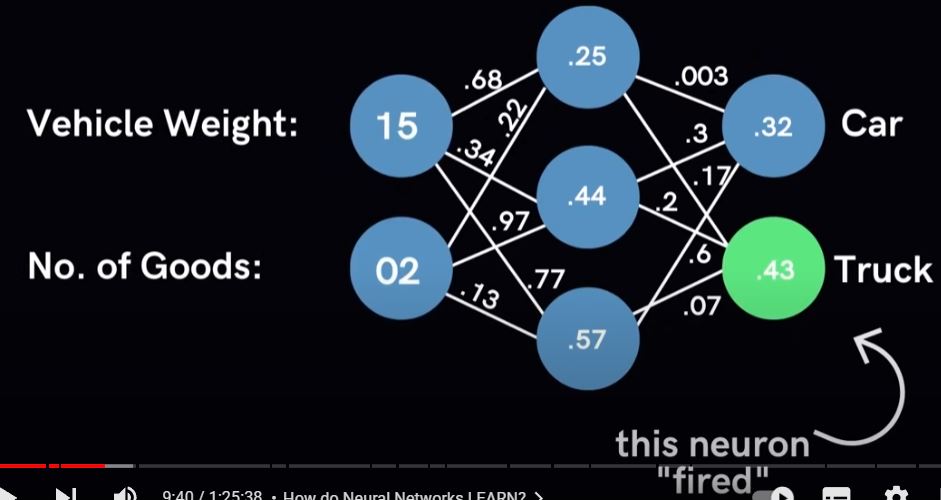 .25
.68
.003
Vehicle Weight:
15
.22
.3
.32
Car
.34
.17
.44
.2
.97
No. of Goods:
02
.6
.43
Truck
.77
.13
.07
.57
this neuron
"fired"
9:40 / 1:25:38 • How do Neural Networks LEARN? >